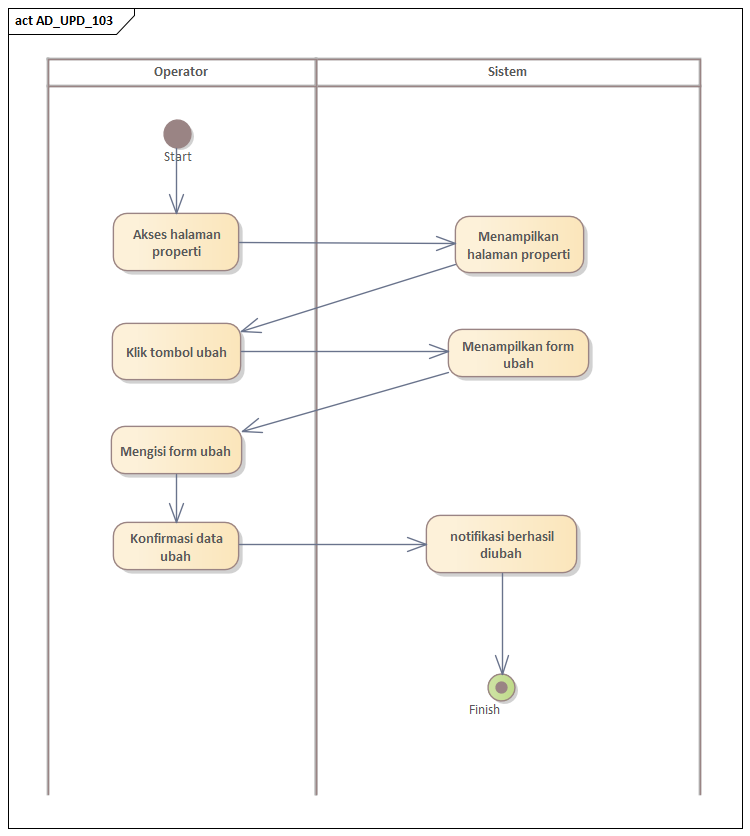 act AD_UPD_103
Operator
Sistem
Start
Akses halaman
properti
Menampilkan
halaman properti
Klik tombol ubah
Menampilkan form
ubah
Mengisi form ubah
Konfirmasi data
ubah
notifikasi berhasil
diubah
Finish